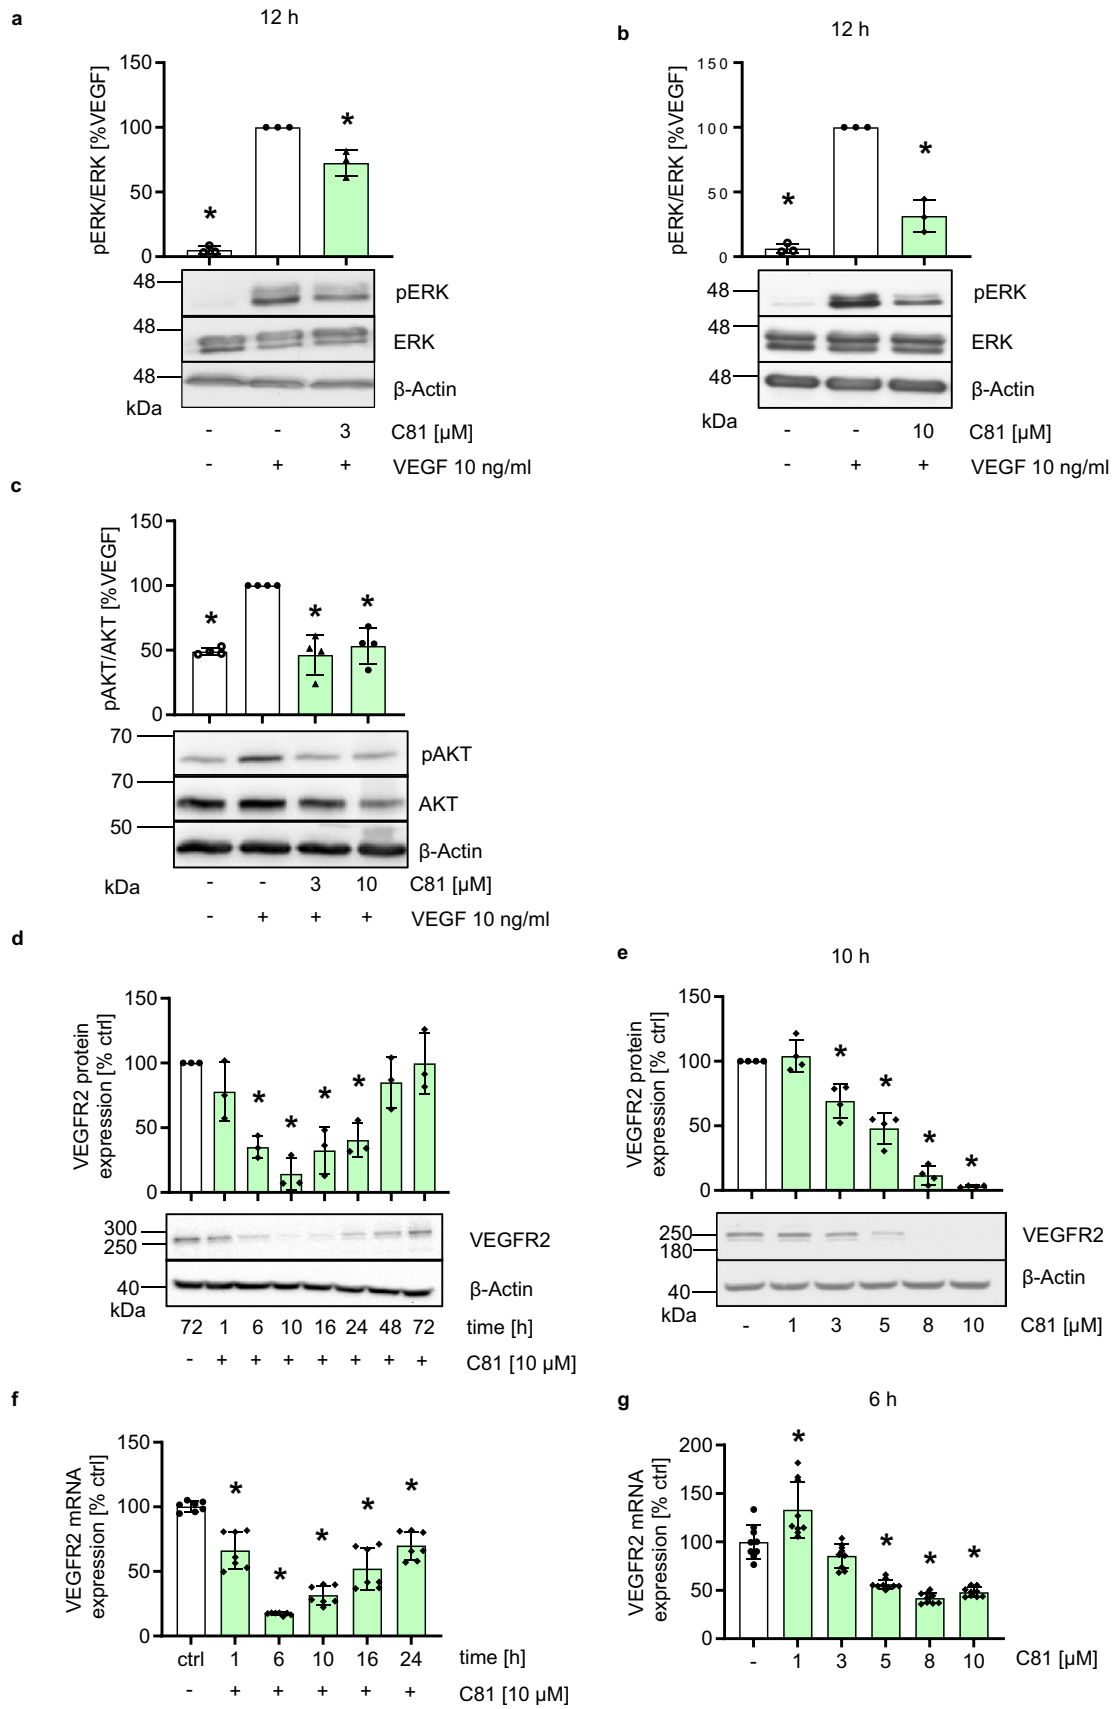 a
12 h
pERK/ERK [%VEGF]
150
100
*
50
*
0
48
pERK
48
ERK
48
β-Actin
kDa
- - 3 C81 [µM]
- + + VEGF 10 ng/ml
b
12 h
pERK/ERK [%VEGF]
150
100
*
50
*
0
48
pERK
48
ERK
48
β-Actin
kDa
- - 10 C81 [µM]
- + + VEGF 10 ng/ml
c
pAKT/AKT [%VEGF]
150
100
* * *
50
0
70
pAKT
70
AKT
50
β-Actin
kDa - - 3 10 C81 [µM]
- + + + VEGF 10 ng/ml
d
VEGFR2 protein
expression [% ctrl]
150
100
* * * *
50
0
300
250
VEGFR2
40
β-Actin
kDa
72 1 6 10 16 24 48 72 time [h]
- + + + + + + + C81 [10 µM]
e
10 h
VEGFR2 protein
expression [% ctrl]
150
100
* * * *
50
0
250
VEGFR2
180
β-Actin
40
kDa
- 1 3 5 8 10 C81 [µM]
f
VEGFR2 mRNA
expression [% ctrl]
150
100
* * * * *
50
0
ctrl 1 6 10 16 24 time [h]
- + + + + + C81 [10 µM]
g
6 h
VEGFR2 mRNA
expression [% ctrl]
200
150
100
* * * *
50
0
- 1 3 5 8 10 C81 [µM]